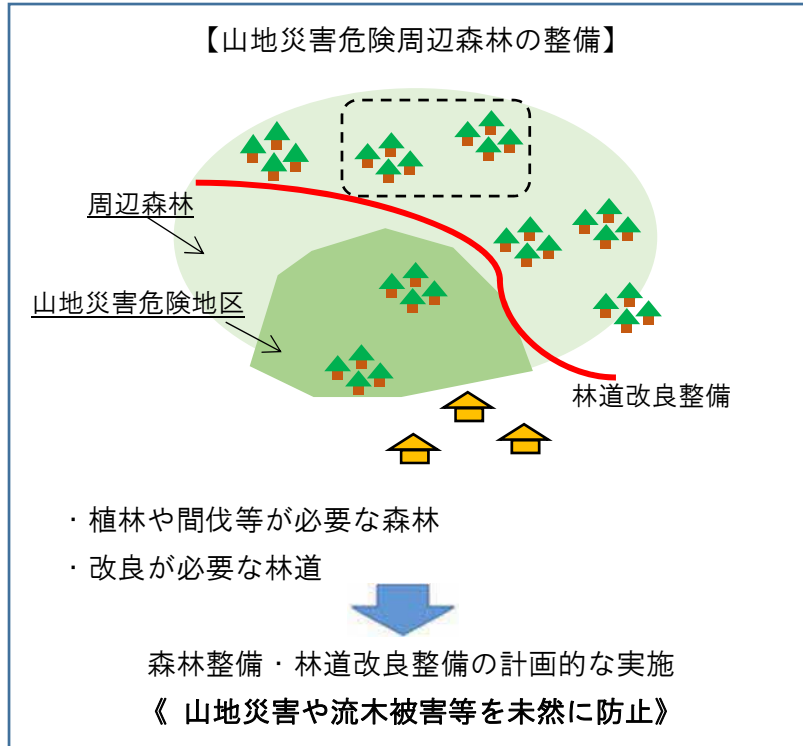 【山地災害危険周辺森林の整備】
周辺森林
山地災害危険地区
林道改良整備
・植林や間伐等が必要な森林
・改良が必要な林道
森林整備・林道改良整備の計画的な実施
《 山地災害や流木被害等を未然に防止》